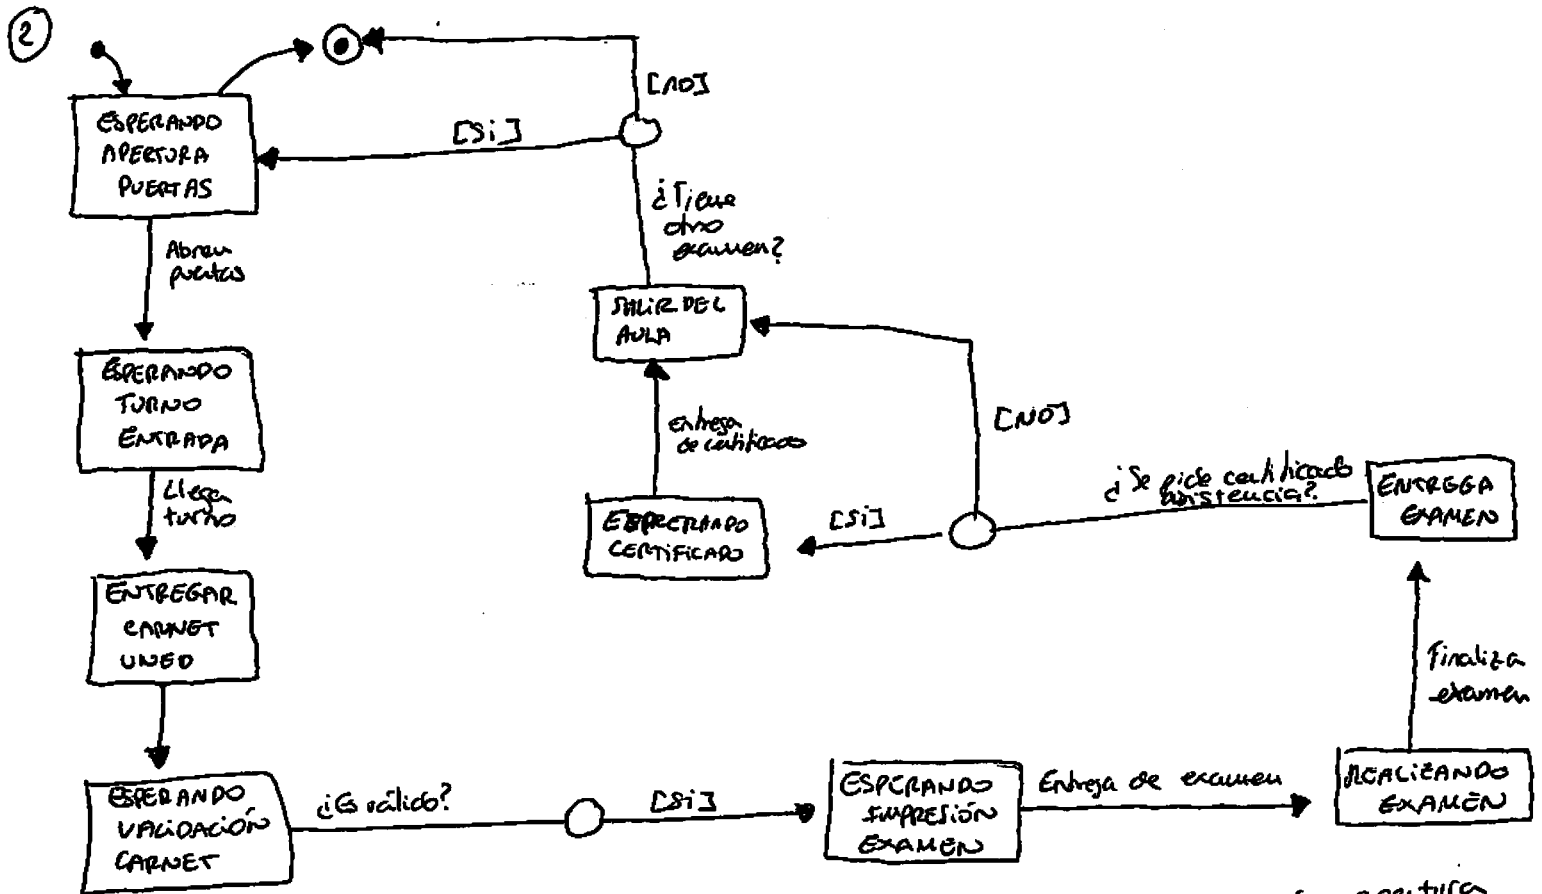 2
[NO]
[Si]
ESPERANDO
APERTURA
PUERTAS
¿Tiene
otro
examen?
Abren
puertas
SALIR DEL
AULA
ESPERANDO
TURNO
ENTRADA
Entrega
de certificado
[NO]
¿Se pide certificado
asistencia?
ENTREGA
EXAMEN
Llega
turno
[Si]
CERTIFICADO
ENTREGAR
CARNET
UNED
Finaliza
examen
ESPERANDO
VALIDACIÓN
CARNET
¿Es válido?
[Si]
ESPERANDO
IMPRESIÓN
EXAMEN
Entrega de examen
REALIZANDO
EXAMEN